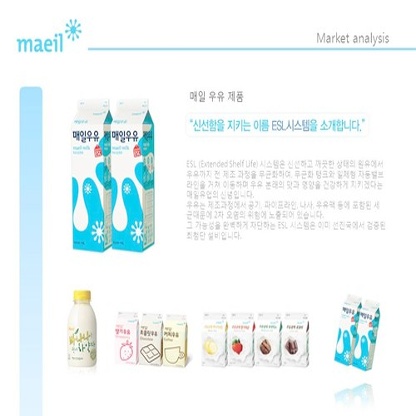 maeil
Market analysis
매일 우유 제품
"신선함을 지키는 이름 ESL시스템을 소개합니다."
ESL (Extended Shelf Life) 시스템은 신선하고 깨끗한 상태의 원유에서
우유까지 전 제조 과정을 무균화하여, 무균화 탱크와 일체형 자동밸브
라인을 거쳐 이동하며 우유 본래의 맛과 영양을 건강하게 지키겠다는
매일유업의 신념입니다.
우유는 제조과정에서 공기, 파이프라인, 나사, 우유팩 등에 포함된 세
균때문에 2차 오염의 위험에 노출되어 있습니다.
그 가능성을 완벽하게 차단하는 ESL 시스템은 이미 선진국에서 검증된
최첨단 설비입니다.
매일우유
매일우유
maeil milk